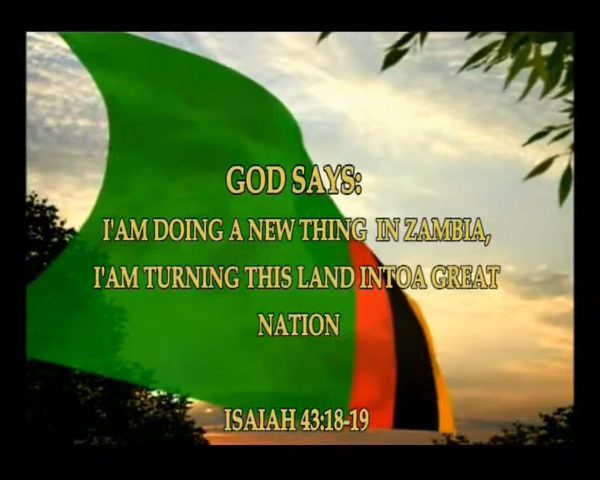 GOD SAYS:
I'AM DOING A NEW THING IN ZAMBIA,
I'AM TURNING THIS LAND INTOA GREAT
NATION
ISAIAH 43:18-19